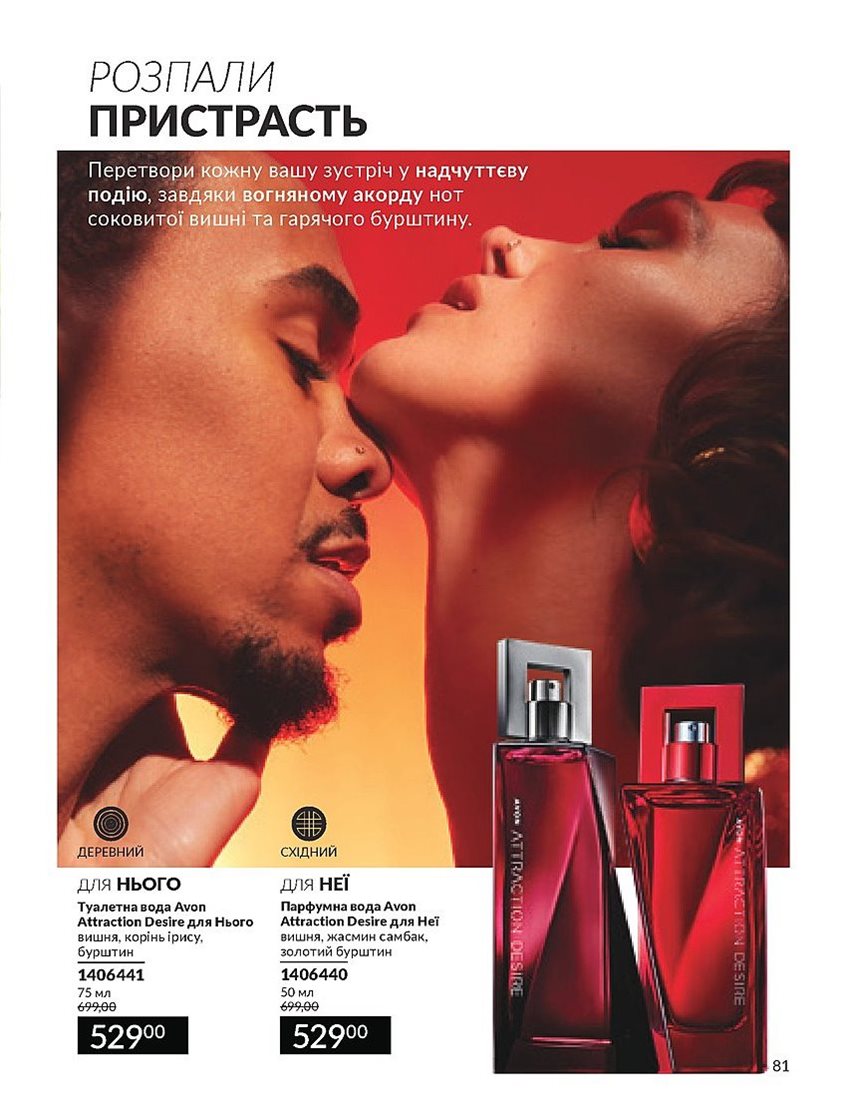 РОЗПАЛИ
ПРИСТРАСТЬ
Перетвори кожну вашу зустріч у надчуттєву
подію, завдяки вогняному акорду нот
соковитої вишні та гарячого бурштину.
ДЕРЕВНИЙ
ДЛЯ НЬОГО
Туалетна вода Avon
Attraction Desire для Нього
вишня, корінь ірису,
бурштин
1406441
75 мл
699,00
52900
СХІДНИЙ
ДЛЯ НЕЇ
Парфумна вода Avon
Attraction Desire для Неї
вишня, жасмин самбак,
золотий бурштин
1406440
50 мл
699,00
52900
AVON ATTRACTION DESIRE
AVON ATTRACTION DESIRE
81